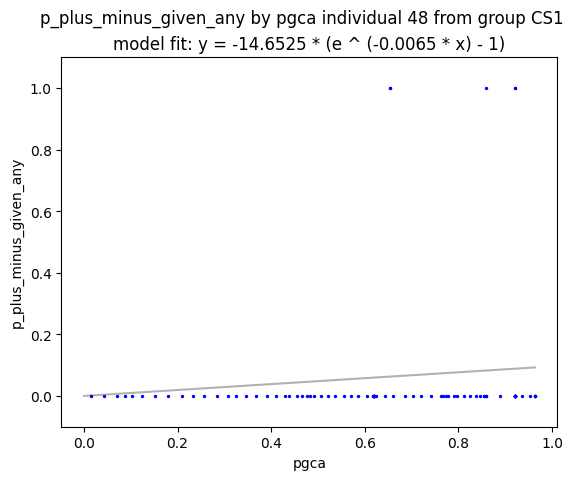 p_plus_minus_given_any by pgca individual 48 from group CS1
model fit: y = -14.6525 * (e ^ (-0.0065 * x) - 1)
1.0
0.8
0.6
0.4
0.2
0.0
p_plus_minus_given_any
0.0 0.2 0.4 0.6 0.8 1.0
pgca